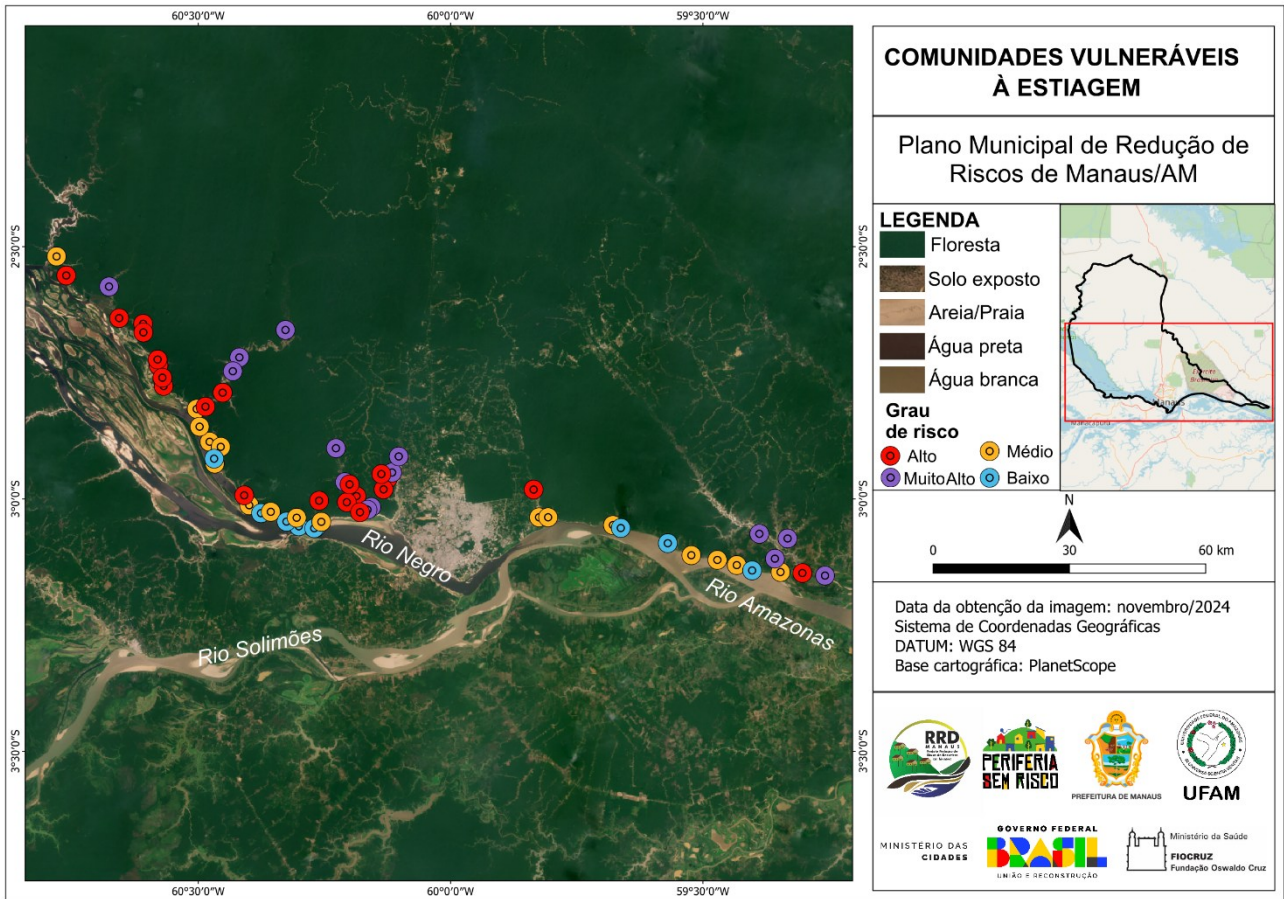 60°30'0"W 60°0'0"W 59°30'0"W
2°30'0"S
3°0'0"S
3°30'0"S
Rio Negro
Rio Solimões
Rio Amazonas
60°30'0"W 60°0'0"W 59°30'0"W
2°30'0"S
3°0'0"S
3°30'0"S
COMUNIDADES VULNERÁVEIS
À ESTIAGEM
Plano Municipal de Redução de
Riscos de Manaus/AM
LEGENDA
Floresta
Solo exposto
Areia/Praia
Água preta
Água branca
Grau
de risco
Alto
Médio
MuitoAlto
Baixo
Manaus
N
0 30 60 km
Data da obtenção da imagem: novembro/2024
Sistema de Coordenadas Geográficas
DATUM: WGS 84
Base cartográfica: PlanetScope
RRD
MANAUS
PERIFERIA
SEM RISCO
PREFEITURA DE MANAUS
UFAM
MINISTÉRIO DAS
CIDADES
GOVERNO FEDERAL
BRASIL
UNIÃO E RECONSTRUÇÃO
Ministério da Saúde
FIOCRUZ
Fundação Oswaldo Cruz